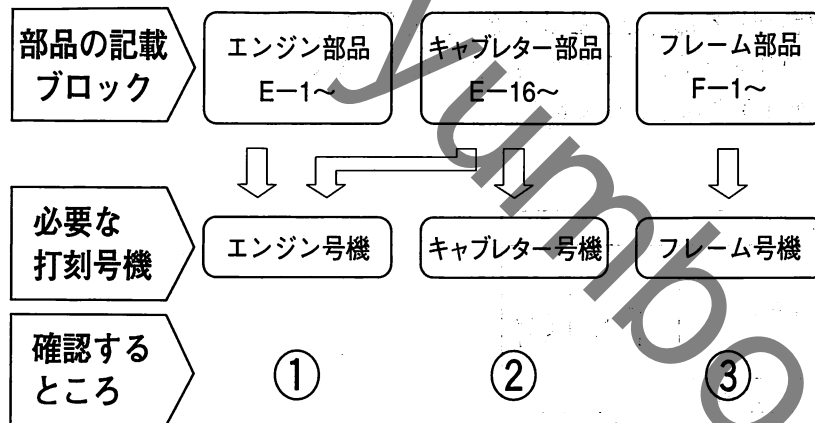 部品の記載
ブロック
エンジン部品
E—1〜
キャブレター部品
E—16〜
フレーム部品
F—1〜
必要な
打刻号機
エンジン号機
キャブレター号機
フレーム号機
確認する
ところ
①
②
③
yumbo